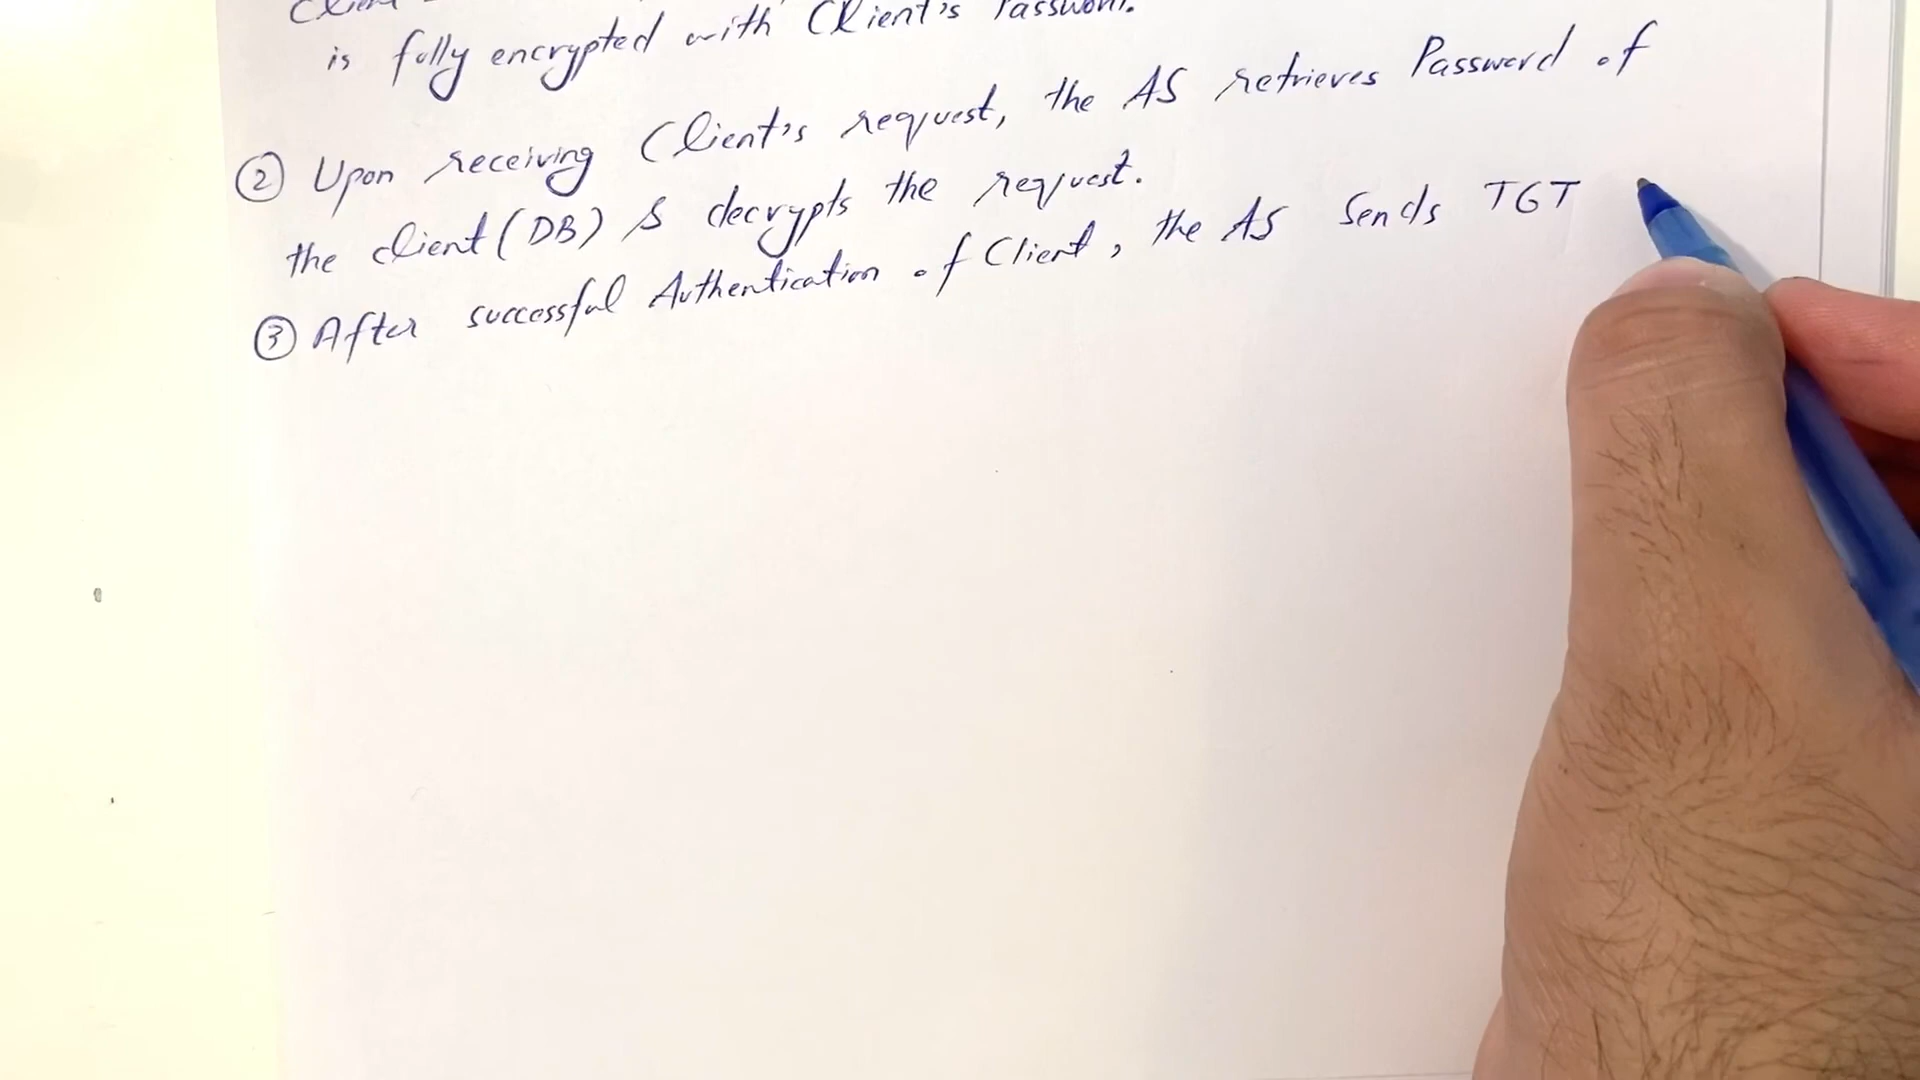 Client
is fully encrypted with Client's Password.
② Upon receiving Client's request, the AS retrieves Password of
the client (DB) & decrypts the request.
③ After successful Authentication of Client, the AS Sends TGT